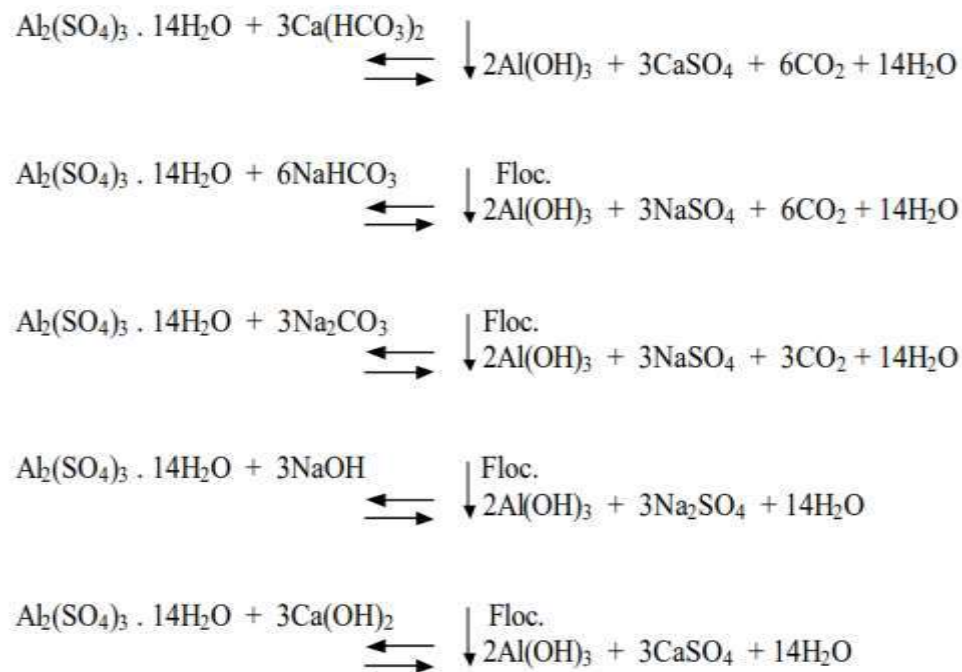 Al₂(SO₄)₃ . 14H₂O + 3Ca(HCO₃)₂
2Al(OH)₃ + 3CaSO₄ + 6CO₂ + 14H₂O
Al₂(SO₄)₃ . 14H₂O + 6NaHCO₃ Floc.
2Al(OH)₃ + 3NaSO₄ + 6CO₂ + 14H₂O
Al₂(SO₄)₃ . 14H₂O + 3Na₂CO₃ Floc.
2Al(OH)₃ + 3NaSO₄ + 3CO₂ + 14H₂O
Al₂(SO₄)₃ . 14H₂O + 3NaOH Floc.
2Al(OH)₃ + 3Na₂SO₄ + 14H₂O
Al₂(SO₄)₃ . 14H₂O + 3Ca(OH)₂ Floc.
2Al(OH)₃ + 3CaSO₄ + 14H₂O